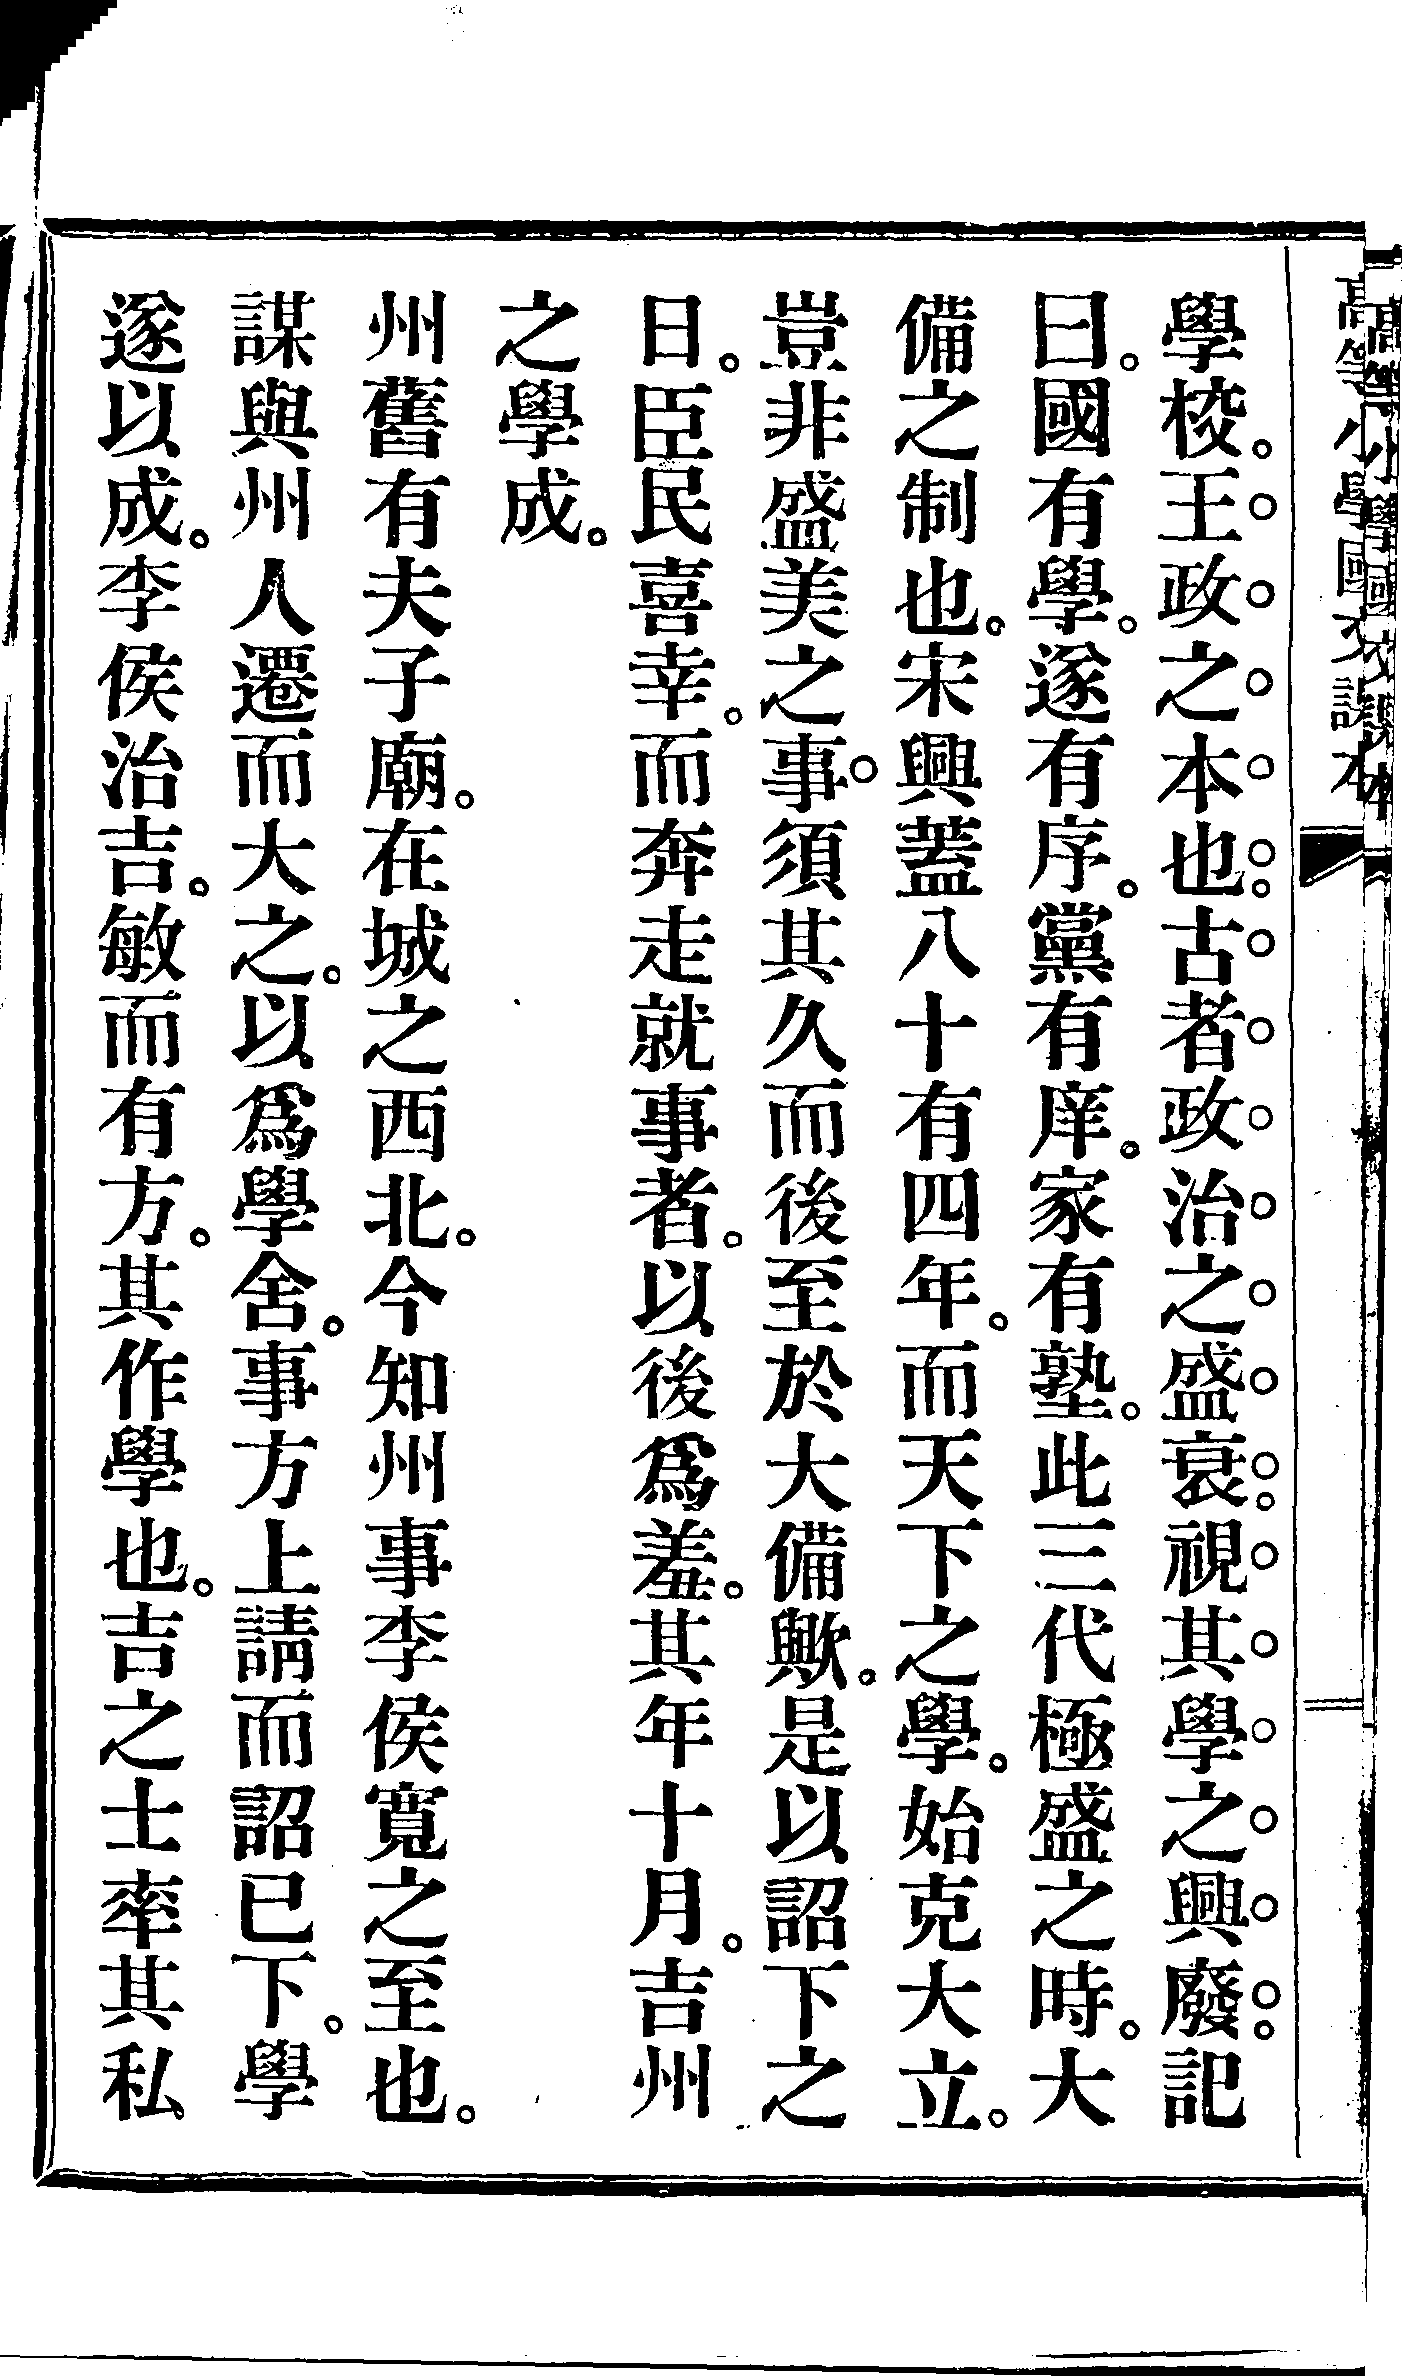 高等小學國文課本
學校。王政之本也。古者政治之盛衰。視其學之興廢。記
曰。國有學。遂有序。黨有庠。家有塾。此三代極盛之時。大
備之制也。宋興蓋八十有四年。而天下之學。始克大立。
豈非盛美之事。須其久而後至於大備歟。是以詔下之
日。臣民喜幸。而奔走就事者。以後爲羞。其年十月。吉州
之學成。
州舊有夫子廟。在城之西北。今知州事李侯寬之至也。
謀與州人遷而大之。以爲學舍。事方上請而詔已下。學
遂以成。李侯治吉。敏而有方。其作學也。吉之士率其私